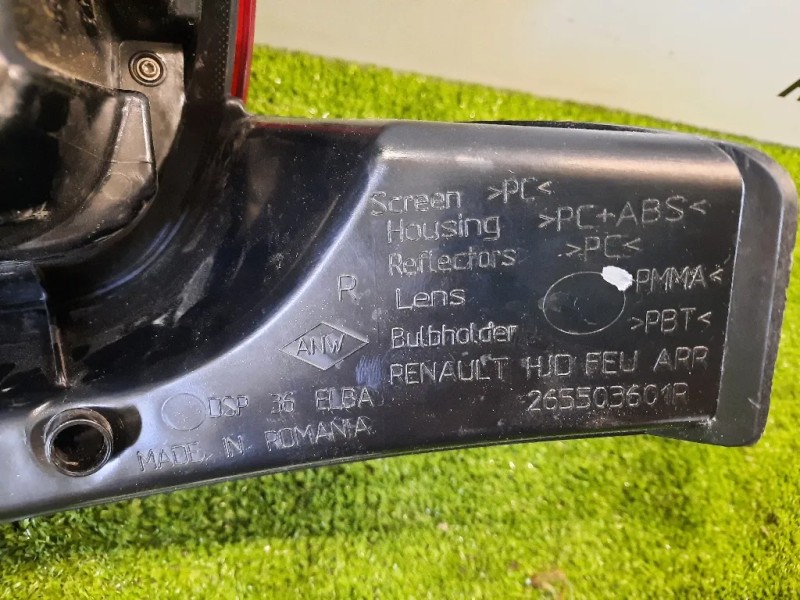 Screen >PC<
Housing >PC+ABS<
Reflectors >PC<
R Lens PMMA<
Bulbholder >PBT<
RENAULT HJD FEU ARR
265503601R
DSP 36 ELBA
MADE IN ROMANIA